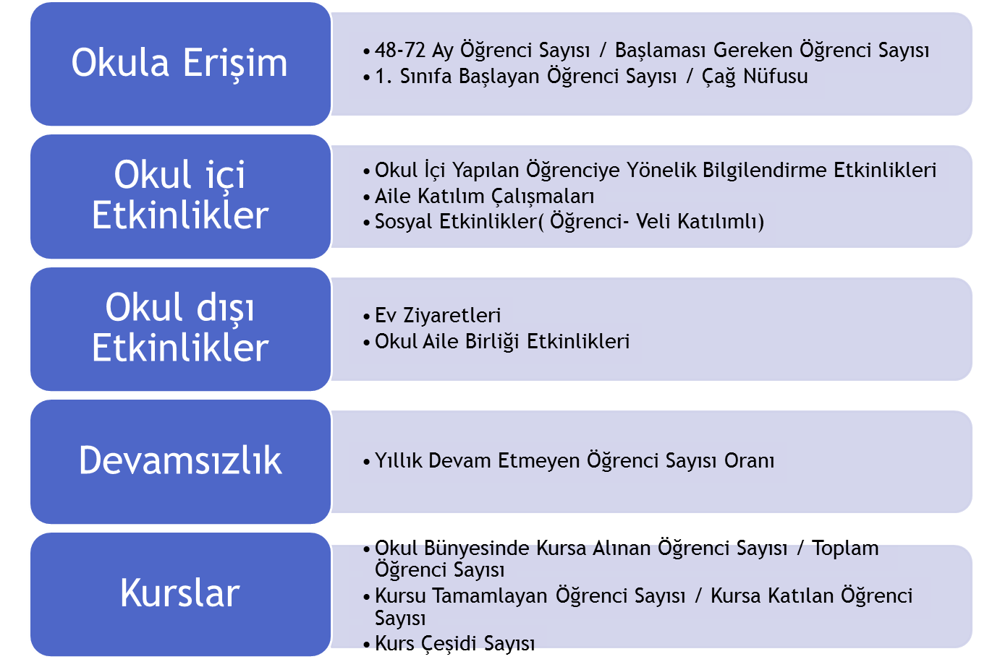 Okula Erişim
• 48-72 Ay Öğrenci Sayısı / Başlaması Gereken Öğrenci Sayısı
• 1. Sınıfa Başlayan Öğrenci Sayısı / Çağ Nüfusu
Okul içi
Etkinlikler
• Okul İçi Yapılan Öğrenciye Yönelik Bilgilendirme Etkinlikleri
• Aile Katılım Çalışmaları
• Sosyal Etkinlikler( Öğrenci- Veli Katılımlı)
Okul dışı
Etkinlikler
• Ev Ziyaretleri
• Okul Aile Birliği Etkinlikleri
Devamsızlık
• Yıllık Devam Etmeyen Öğrenci Sayısı Oranı
Kurslar
• Okul Bünyesinde Kursa Alınan Öğrenci Sayısı / Toplam
Öğrenci Sayısı
• Kursu Tamamlayan Öğrenci Sayısı / Kursa Katılan Öğrenci
Sayısı
• Kurs Çeşidi Sayısı